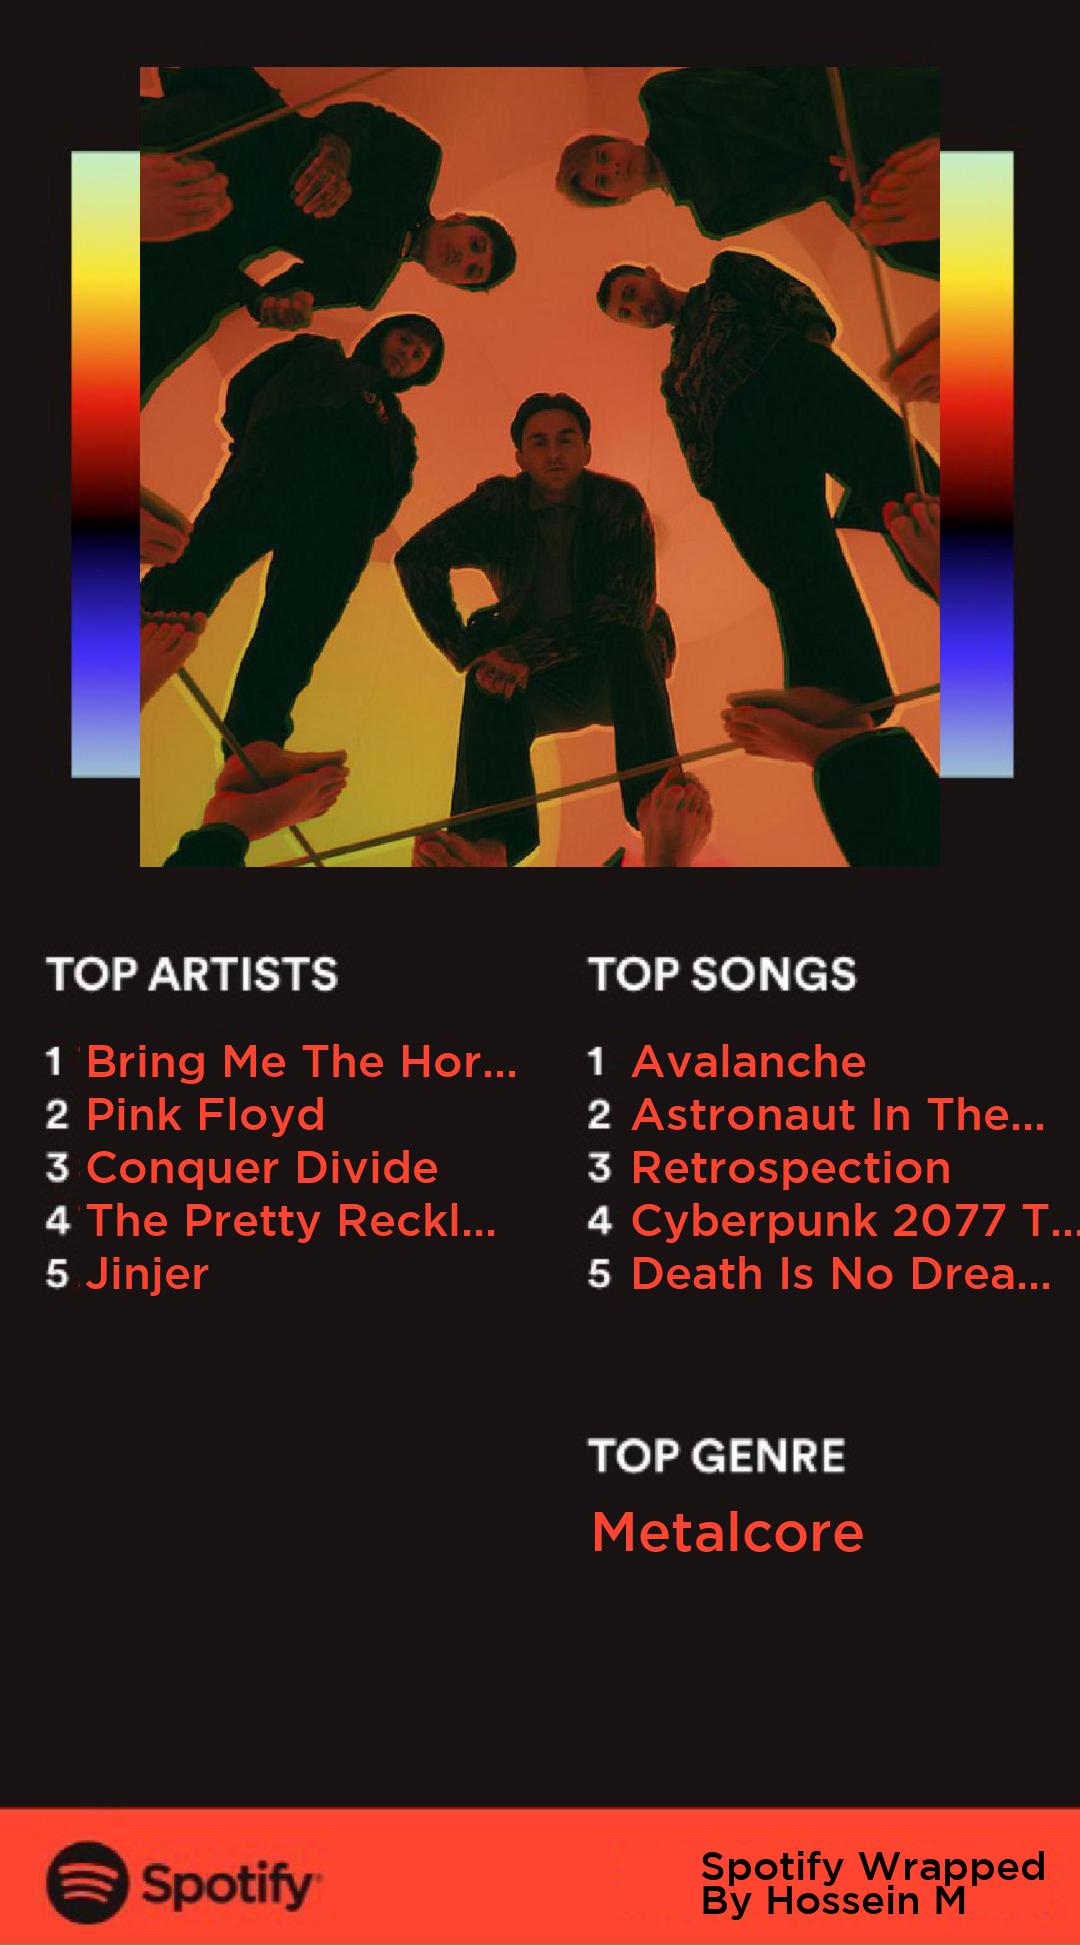 TOP ARTISTS
1 Bring Me The Hor...
2 Pink Floyd
3 Conquer Divide
4 The Pretty Reckl...
5 Jinjer
TOP SONGS
1 Avalanche
2 Astronaut In The...
3 Retrospection
4 Cyberpunk 2077 T...
5 Death Is No Drea...
TOP GENRE
Metalcore
Spotify
Spotify Wrapped
By Hossein M